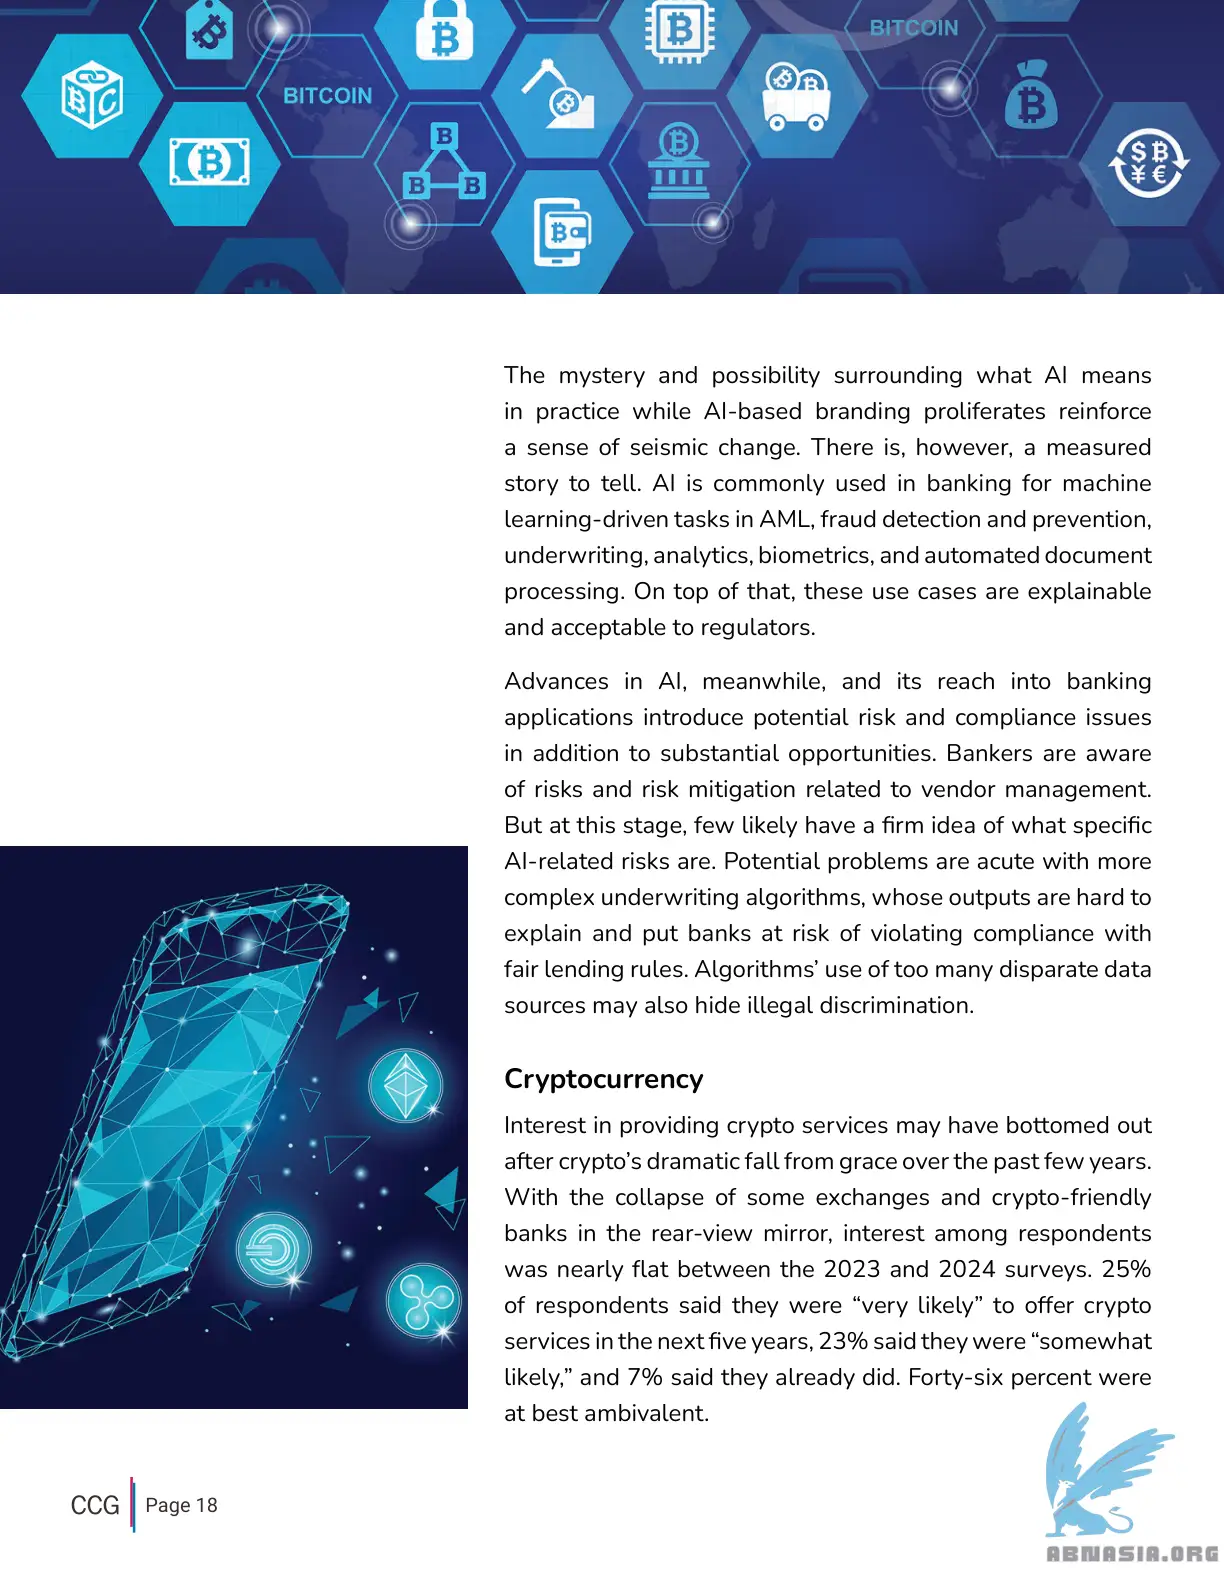 BITCOIN
BITCOIN
The mystery and possibility surrounding what AI means
in practice while AI-based branding proliferates reinforce
a sense of seismic change. There is, however, a measured
story to tell. AI is commonly used in banking for machine
learning-driven tasks in AML, fraud detection and prevention,
underwriting, analytics, biometrics, and automated document
processing. On top of that, these use cases are explainable
and acceptable to regulators.
Advances in AI, meanwhile, and its reach into banking
applications introduce potential risk and compliance issues
in addition to substantial opportunities. Bankers are aware
of risks and risk mitigation related to vendor management.
But at this stage, few likely have a firm idea of what specific
AI-related risks are. Potential problems are acute with more
complex underwriting algorithms, whose outputs are hard to
explain and put banks at risk of violating compliance with
fair lending rules. Algorithms’ use of too many disparate data
sources may also hide illegal discrimination.
Cryptocurrency
Interest in providing crypto services may have bottomed out
after crypto’s dramatic fall from grace over the past few years.
With the collapse of some exchanges and crypto-friendly
banks in the rear-view mirror, interest among respondents
was nearly flat between the 2023 and 2024 surveys. 25%
of respondents said they were “very likely” to offer crypto
services in the next five years, 23% said they were “somewhat
likely,” and 7% said they already did. Forty-six percent were
at best ambivalent.
CCG
Page 18
ABNASIA.ORG